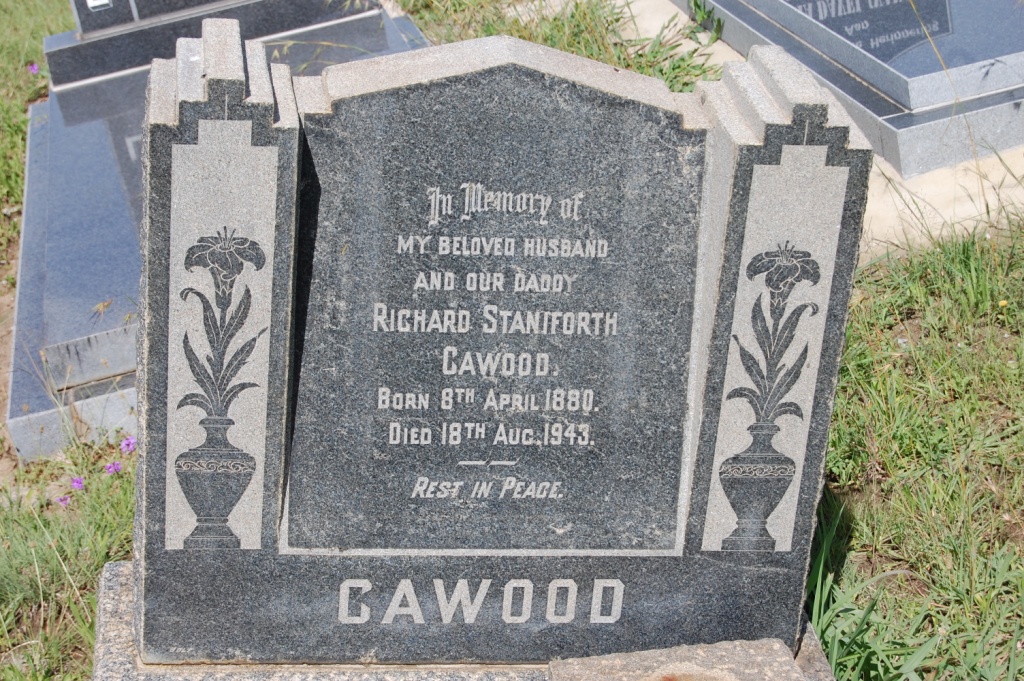 In Memory of
MY BELOVED HUSBAND
AND OUR DADDY
RICHARD STANIFORTH
CAWOOD.
BORN 8TH APRIL 1880.
DIED 18TH AUG. 1943.
REST IN PEACE.
CAWOOD